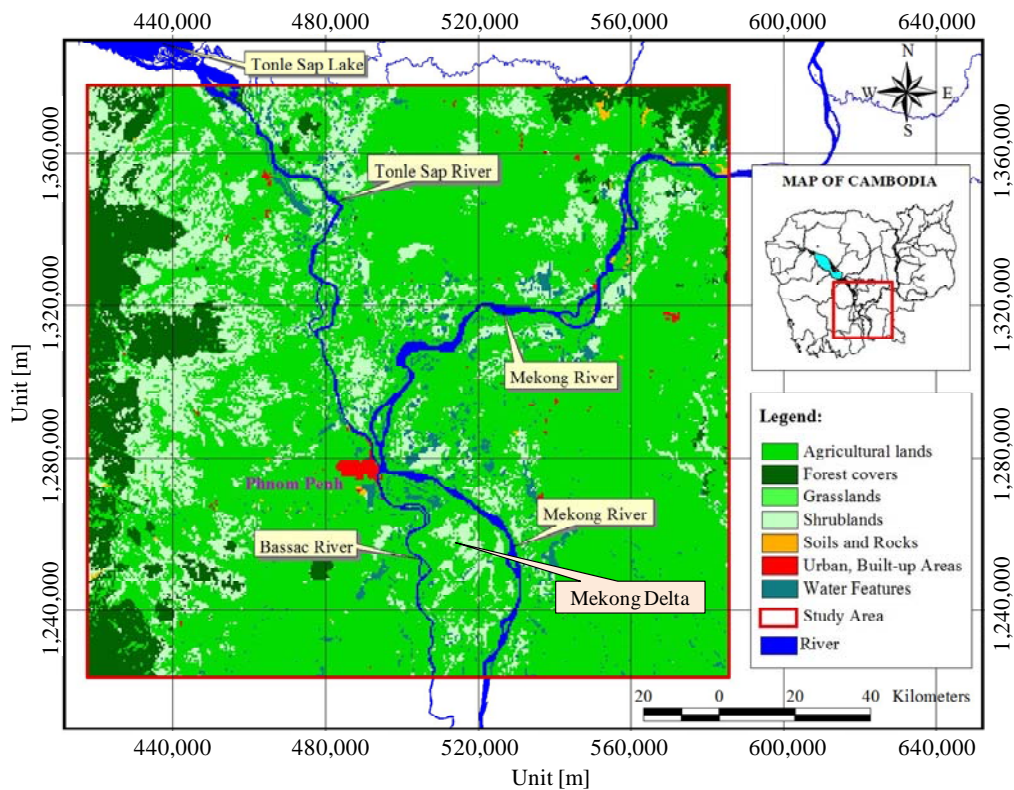 440,000 480,000 520,000 560,000 600,000 640,000
Tonle Sap Lake
N
W E
S
1,360,000 1,360,000
Tonle Sap River
MAP OF CAMBODIA
1,320,000 1,320,000
Unit [m]
Mekong River
Legend:
Agricultural lands
Forest covers
Grasslands
Shrublands
Soils and Rocks
Urban, Built-up Areas
Water Features
Study Area
River
1,280,000 1,280,000
Phnom Penh
Mekong River
Bassac River
Mekong Delta
1,240,000 1,240,000
20 0 20 40 Kilometers
440,000 480,000 520,000 560,000 600,000 640,000
Unit [m]